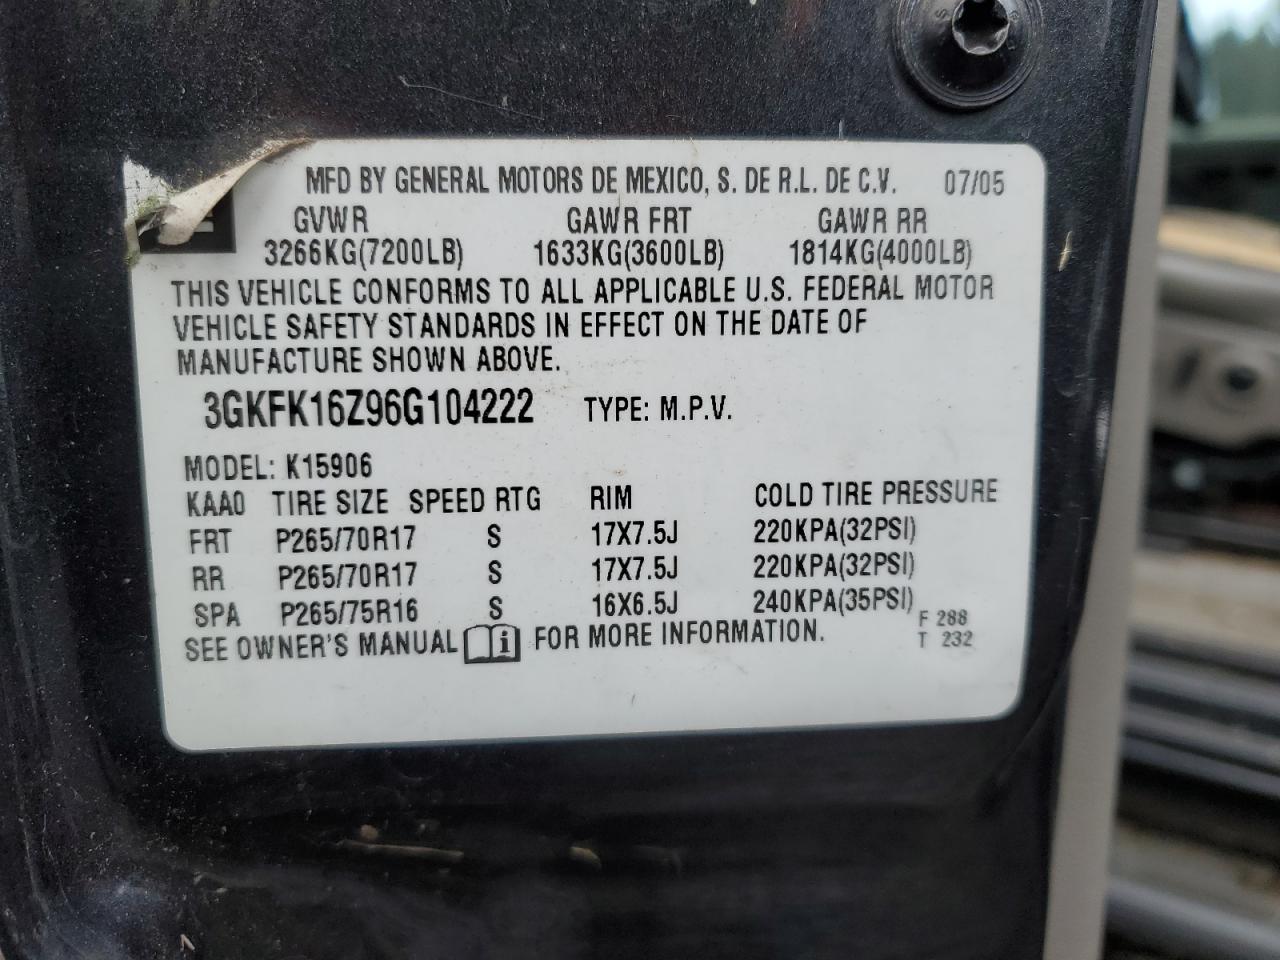 MFD BY GENERAL MOTORS DE MEXICO, S. DE R.L. DE C.V. 07/05
GVWR GAWR FRT GAWR RR
3266KG(7200LB) 1633KG(3600LB) 1814KG(4000LB)
THIS VEHICLE CONFORMS TO ALL APPLICABLE U.S. FEDERAL MOTOR
VEHICLE SAFETY STANDARDS IN EFFECT ON THE DATE OF
MANUFACTURE SHOWN ABOVE.
3GKFK16Z96G104222 TYPE: M.P.V.
MODEL: K15906
KAA0 TIRE SIZE SPEED RTG RIM COLD TIRE PRESSURE
FRT P265/70R17 S 17X7.5J 220KPA(32PSI)
RR P265/70R17 S 17X7.5J 220KPA(32PSI)
SPA P265/75R16 S 16X6.5J 240KPA(35PSI)
F 288
SEE OWNER'S MANUAL i FOR MORE INFORMATION. T 232